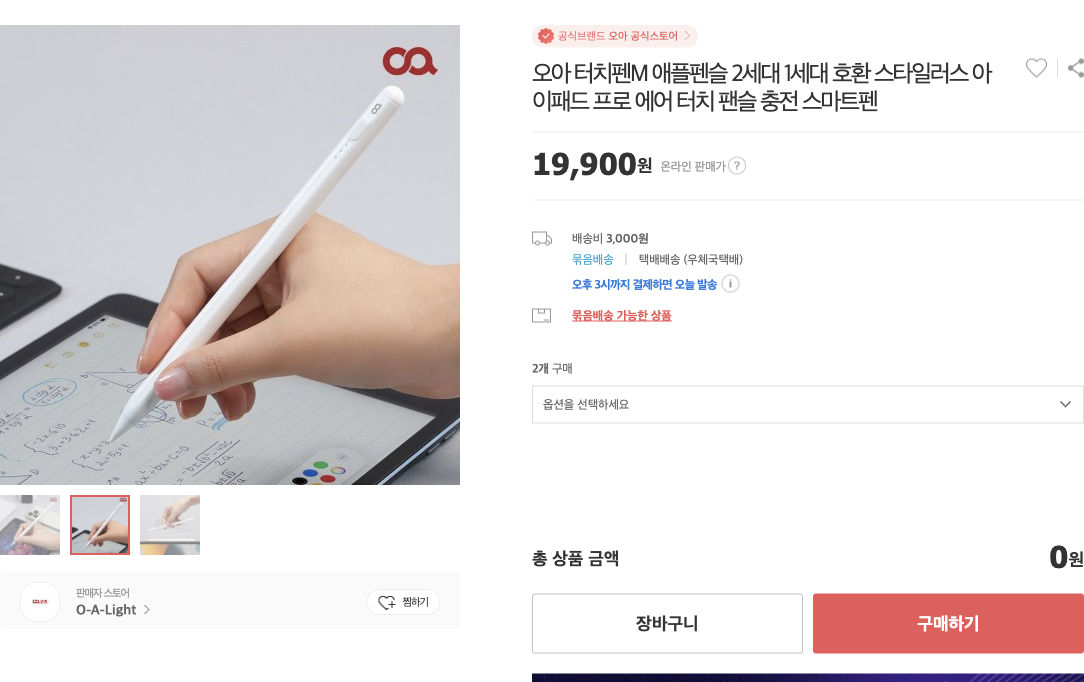 oa
공식브랜드 오아 공식스토어
오아 터치펜M 애플펜슬 2세대 1세대 호환 스타일러스 아
이패드 프로 에어 터치 팬슬 충전 스마트펜
19,900원 온라인 판매가 ?
배송비 3,000원
묶음배송 | 택배배송 (우체국택배)
오후 3시까지 결제하면 오늘 발송 i
묶음배송 가능한 상품
2개 구매
옵션을 선택하세요
총 상품 금액 0원
장바구니 구매하기
판매자 스토어
O-A-Light
찜하기